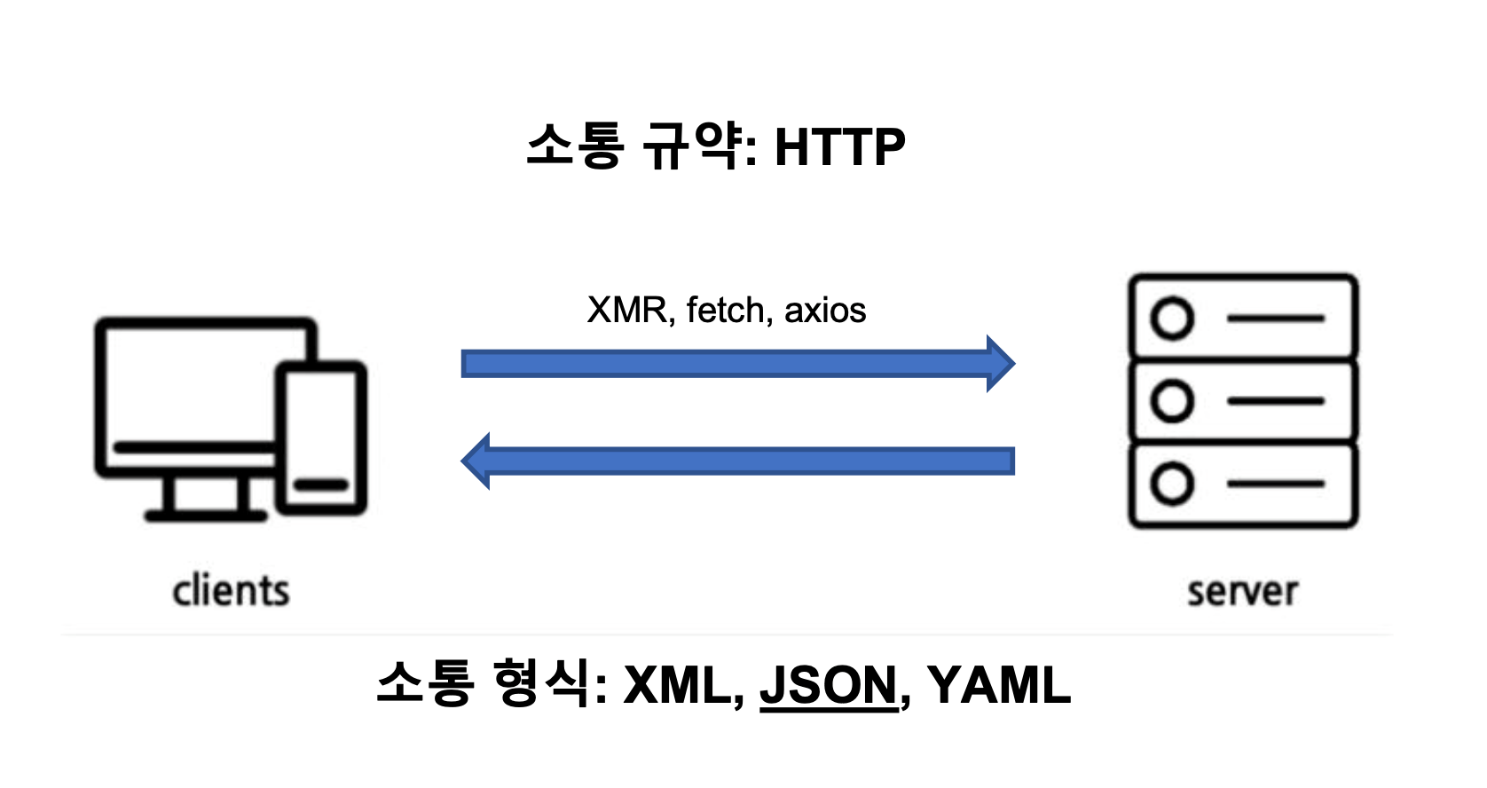 소통 규약: HTTP
XMR, fetch, axios
clients
server
소통 형식: XML, JSON, YAML